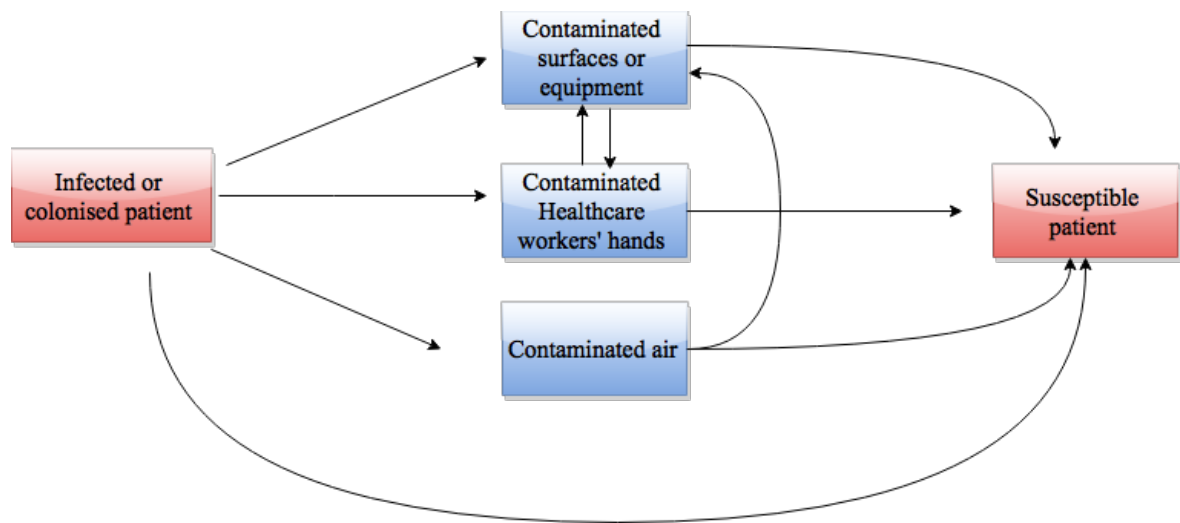 Contaminated
surfaces or
equipment
Infected or
colonised patient
Contaminated
Healthcare
workers' hands
Susceptible
patient
Contaminated air